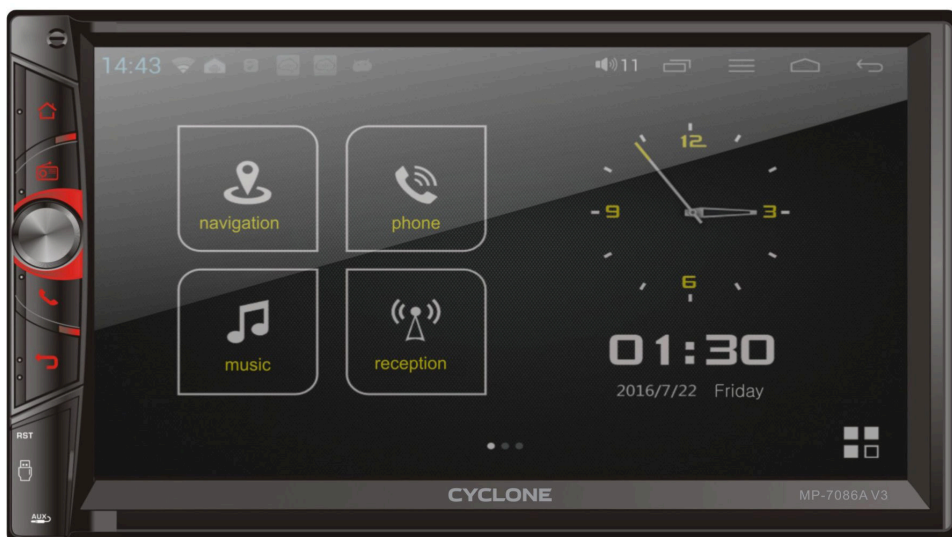 14:43
11
navigation
phone
music
reception
12
9
3
6
01:30
2016/7/22 Friday
RST
AUX
CYCLONE
MP-7086A V3